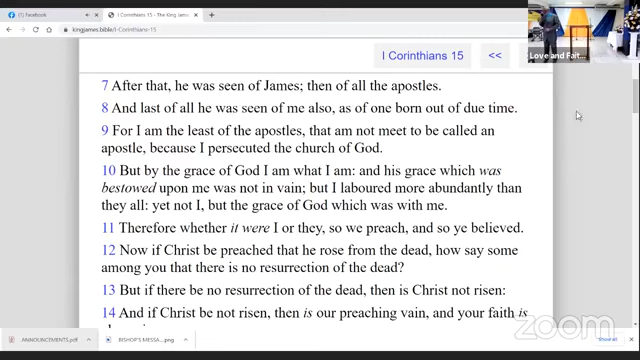 (1) Facebook
I Corinthians 15 - The King James
kingjames.bible/I-Corinthians-15
Love and Fait...
I Corinthians 15
<<
7 After that, he was seen of James; then of all the apostles.
8 And last of all he was seen of me also, as of one born out of due time.
9 For I am the least of the apostles, that am not meet to be called an
apostle, because I persecuted the church of God.
10 But by the grace of God I am what I am: and his grace which was
bestowed upon me was not in vain; but I laboured more abundantly than
they all: yet not I, but the grace of God which was with me.
11 Therefore whether it were I or they, so we preach, and so ye believed.
12 Now if Christ be preached that he rose from the dead, how say some
among you that there is no resurrection of the dead?
13 But if there be no resurrection of the dead, then is Christ not risen:
14 And if Christ be not risen, then is our preaching vain, and your faith is
zoom
ANNOUNCEMENTS.pdf
BISHOP'S MESSA....png
Show all